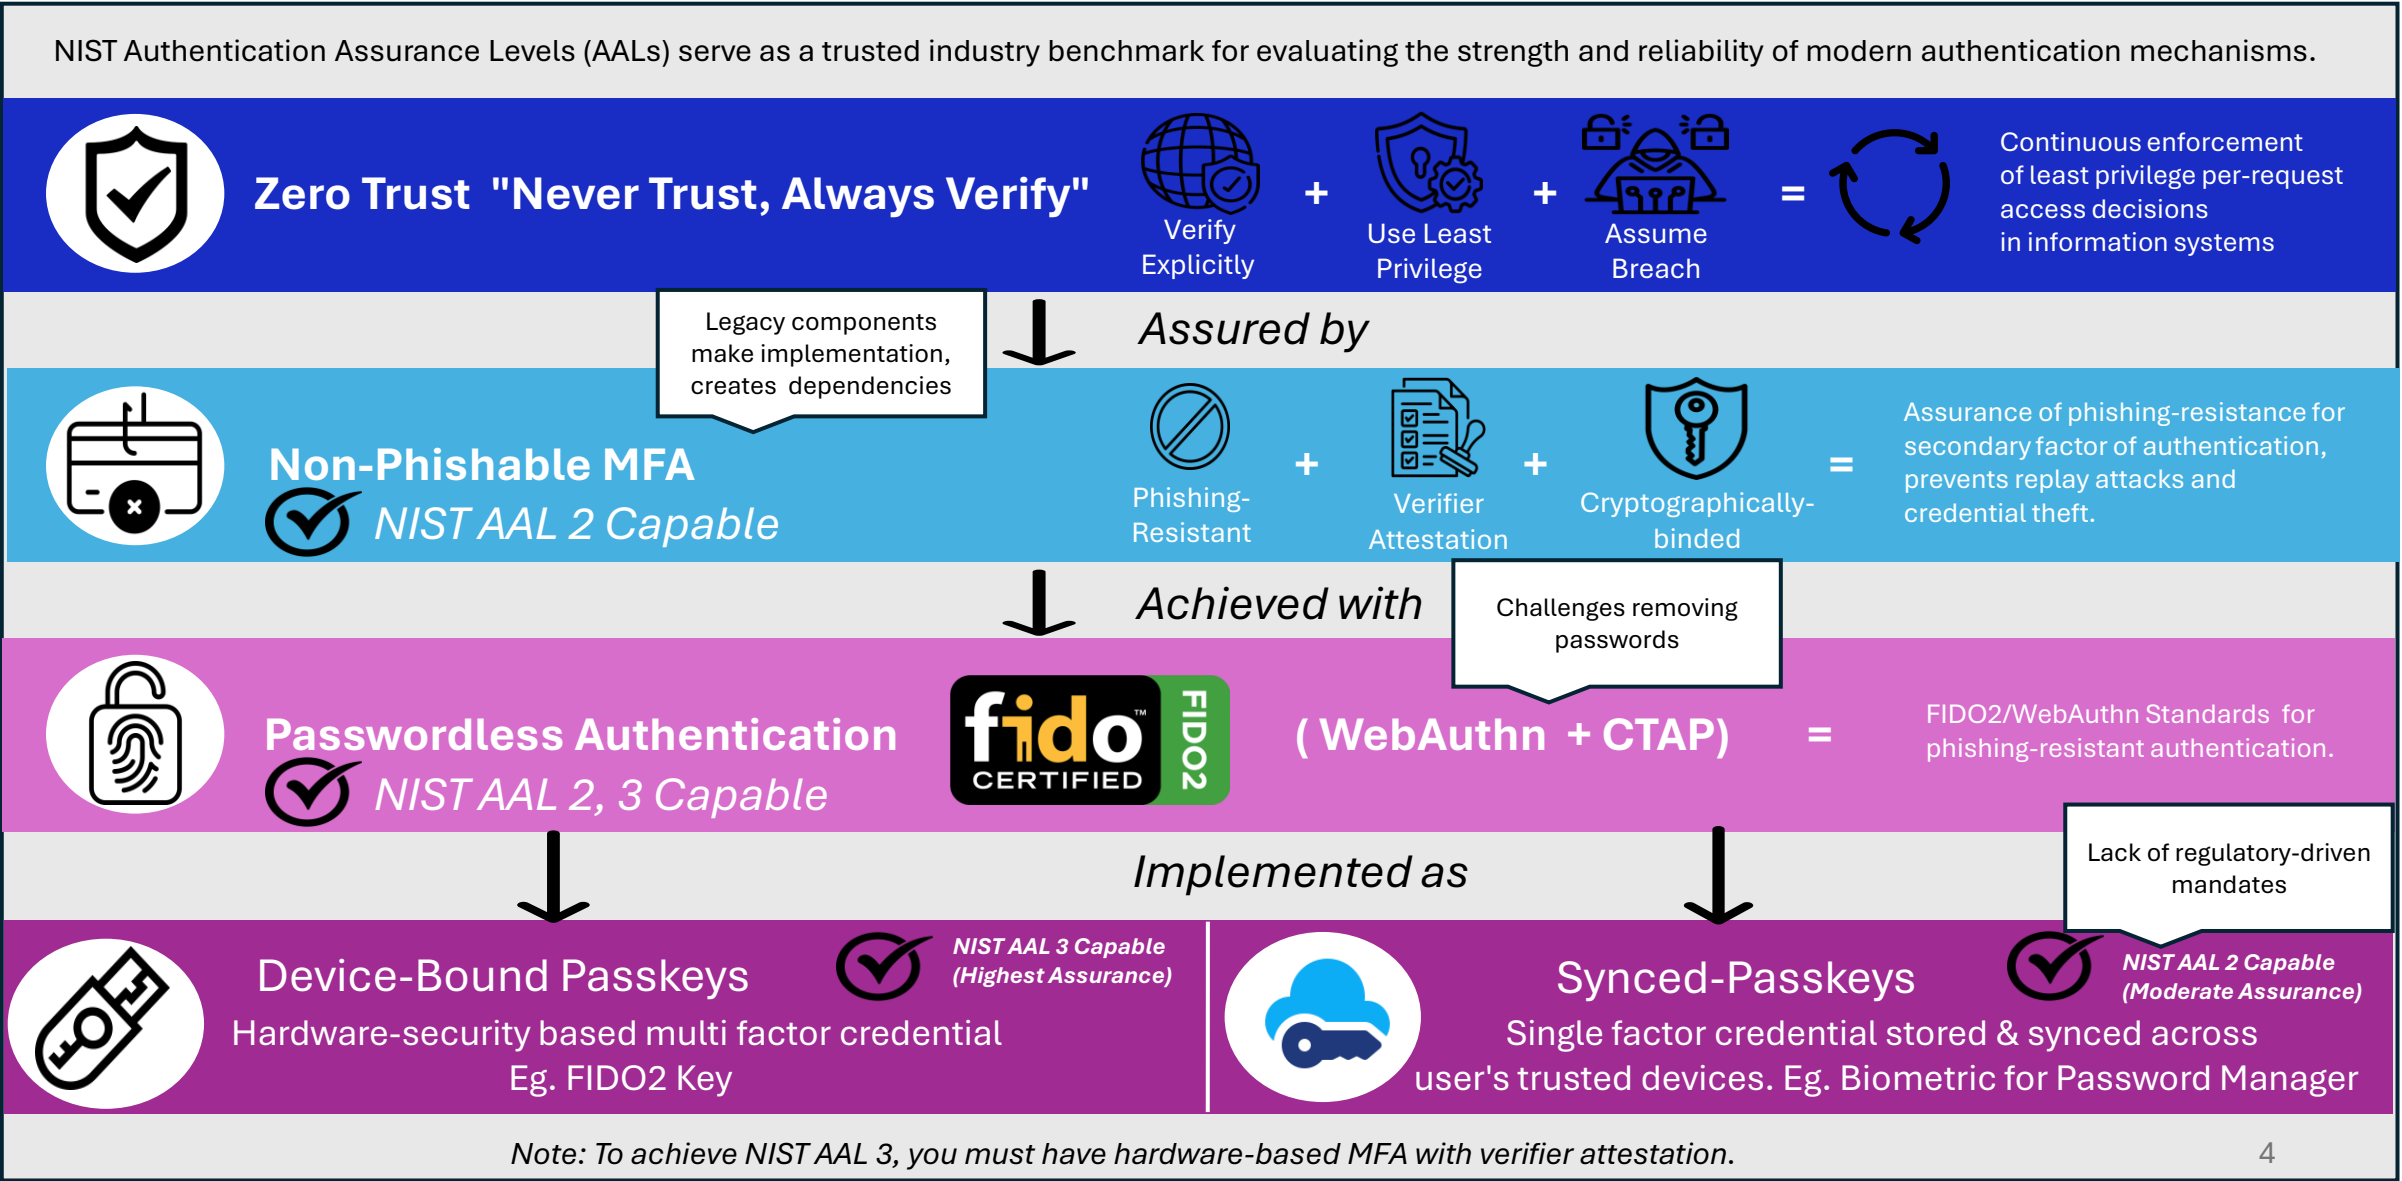 NIST Authentication Assurance Levels (AALs) serve as a trusted industry benchmark for evaluating the strength and reliability of modern authentication mechanisms.
Zero Trust "Never Trust, Always Verify"
Verify
Explicitly
+
Use Least
Privilege
+
Assume
Breach
=
Continuous enforcement
of least privilege per-request
access decisions
in information systems
Legacy components
make implementation,
creates dependencies
Assured by
Non-Phishable MFA
NIST AAL 2 Capable
Phishing-
Resistant
+
Verifier
Attestation
+
Cryptographically-
binded
=
Assurance of phishing-resistance for
secondary factor of authentication,
prevents replay attacks and
credential theft.
Achieved with
Challenges removing
passwords
Passwordless Authentication
NIST AAL 2, 3 Capable
fido™
CERTIFIED
FIDO2
( WebAuthn + CTAP)
=
FIDO2/WebAuthn Standards for
phishing-resistant authentication.
Implemented as
Lack of regulatory-driven
mandates
Device-Bound Passkeys
NIST AAL 3 Capable
(Highest Assurance)
Hardware-security based multi factor credential
Eg. FIDO2 Key
Synced-Passkeys
NIST AAL 2 Capable
(Moderate Assurance)
Single factor credential stored & synced across
user's trusted devices. Eg. Biometric for Password Manager
Note: To achieve NIST AAL 3, you must have hardware-based MFA with verifier attestation.
4